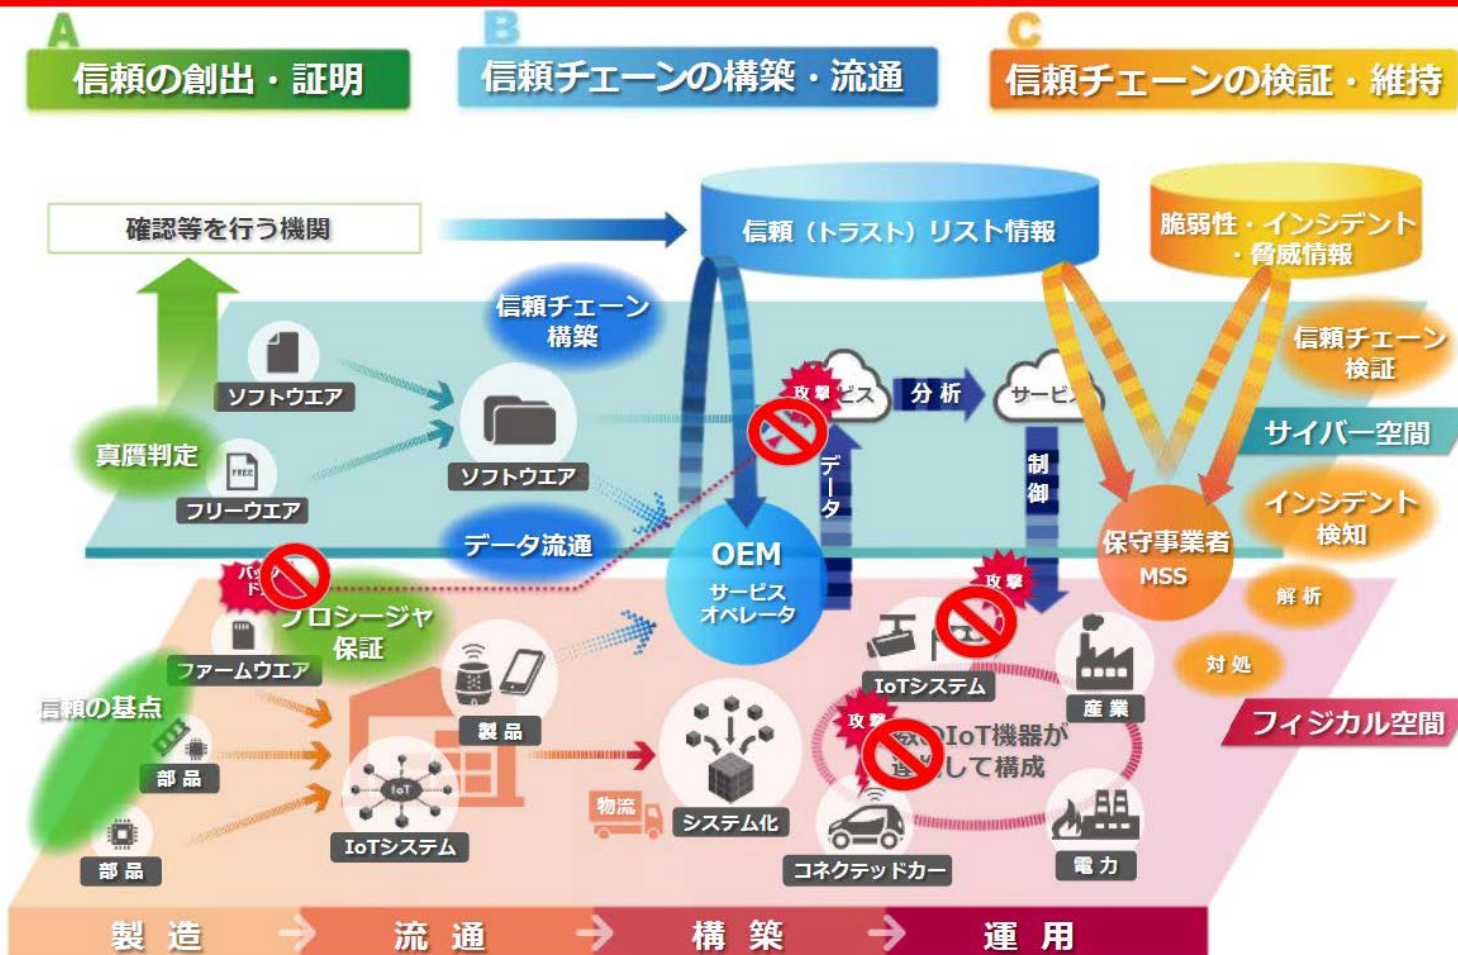 A
信頼の創出・証明
B
信頼チェーンの構築・流通
C
信頼チェーンの検証・維持
確認等を行う機関
信頼(トラスト)リスト情報
脆弱性・インシデント
・脅威情報
信頼チェーン
構築
信頼チェーン
検証
ソフトウエア
攻撃
ビス
分析
サービス
サイバー空間
真贋判定
FREE
フリーウエア
ソフトウエア
データ
制御
インシデント
検知
データ流通
OEM
サービス
オペレータ
保守事業者
MSS
解析
対処
プロシージャ
保証
ファームウエア
攻撃
IoTシステム
産業
信頼の基点
部品
製品
攻撃
IoT機器が
して構成
フィジカル空間
IoT
IoTシステム
物流
システム化
コネクテッドカー
電力
部品
製造
流通
構築
運用